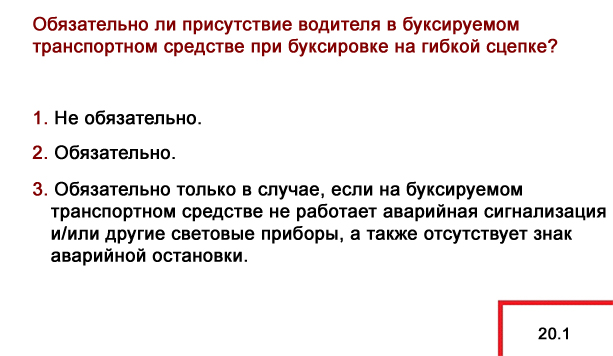 Обязательно ли присутствие водителя в буксируемом
транспортном средстве при буксировке на гибкой сцепке?
1. Не обязательно.
2. Обязательно.
3. Обязательно только в случае, если на буксируемом
транспортном средстве не работает аварийная сигнализация
и/или другие световые приборы, а также отсутствует знак
аварийной остановки.
20.1